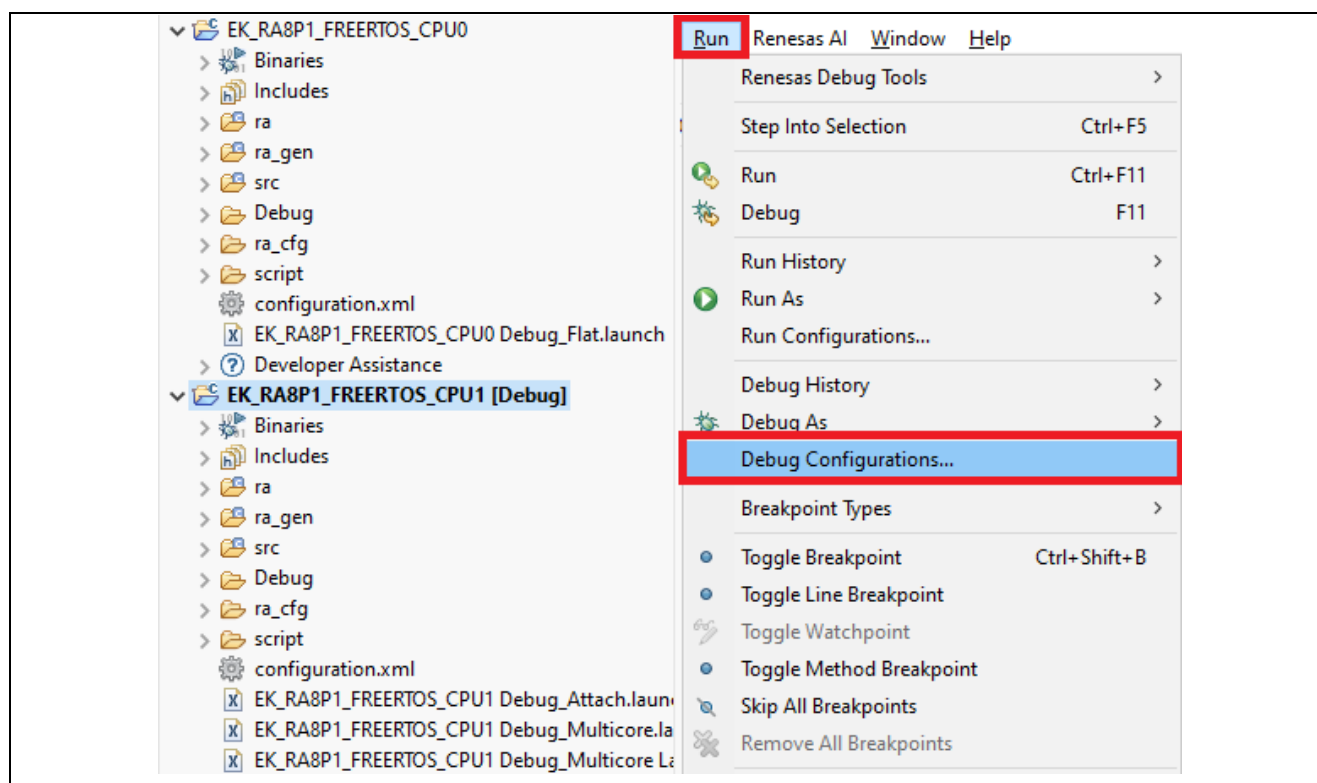 EK_RA8P1_FREERTOS_CPU0
Binaries
Includes
ra
ra_gen
src
Debug
ra_cfg
script
configuration.xml
EK_RA8P1_FREERTOS_CPU0 Debug_Flat.launch
Developer Assistance
EK_RA8P1_FREERTOS_CPU1 [Debug]
Binaries
Includes
ra
ra_gen
src
Debug
ra_cfg
script
configuration.xml
EK_RA8P1_FREERTOS_CPU1 Debug_Attach.laun
EK_RA8P1_FREERTOS_CPU1 Debug_Multicore.la
EK_RA8P1_FREERTOS_CPU1 Debug_Multicore La
Run Renesas AI Window Help
Renesas Debug Tools
Step Into Selection Ctrl+F5
Run Ctrl+F11
Debug F11
Run History
Run As
Run Configurations...
Debug History
Debug As
Debug Configurations...
Breakpoint Types
Toggle Breakpoint Ctrl+Shift+B
Toggle Line Breakpoint
Toggle Watchpoint
Toggle Method Breakpoint
Skip All Breakpoints
Remove All Breakpoints